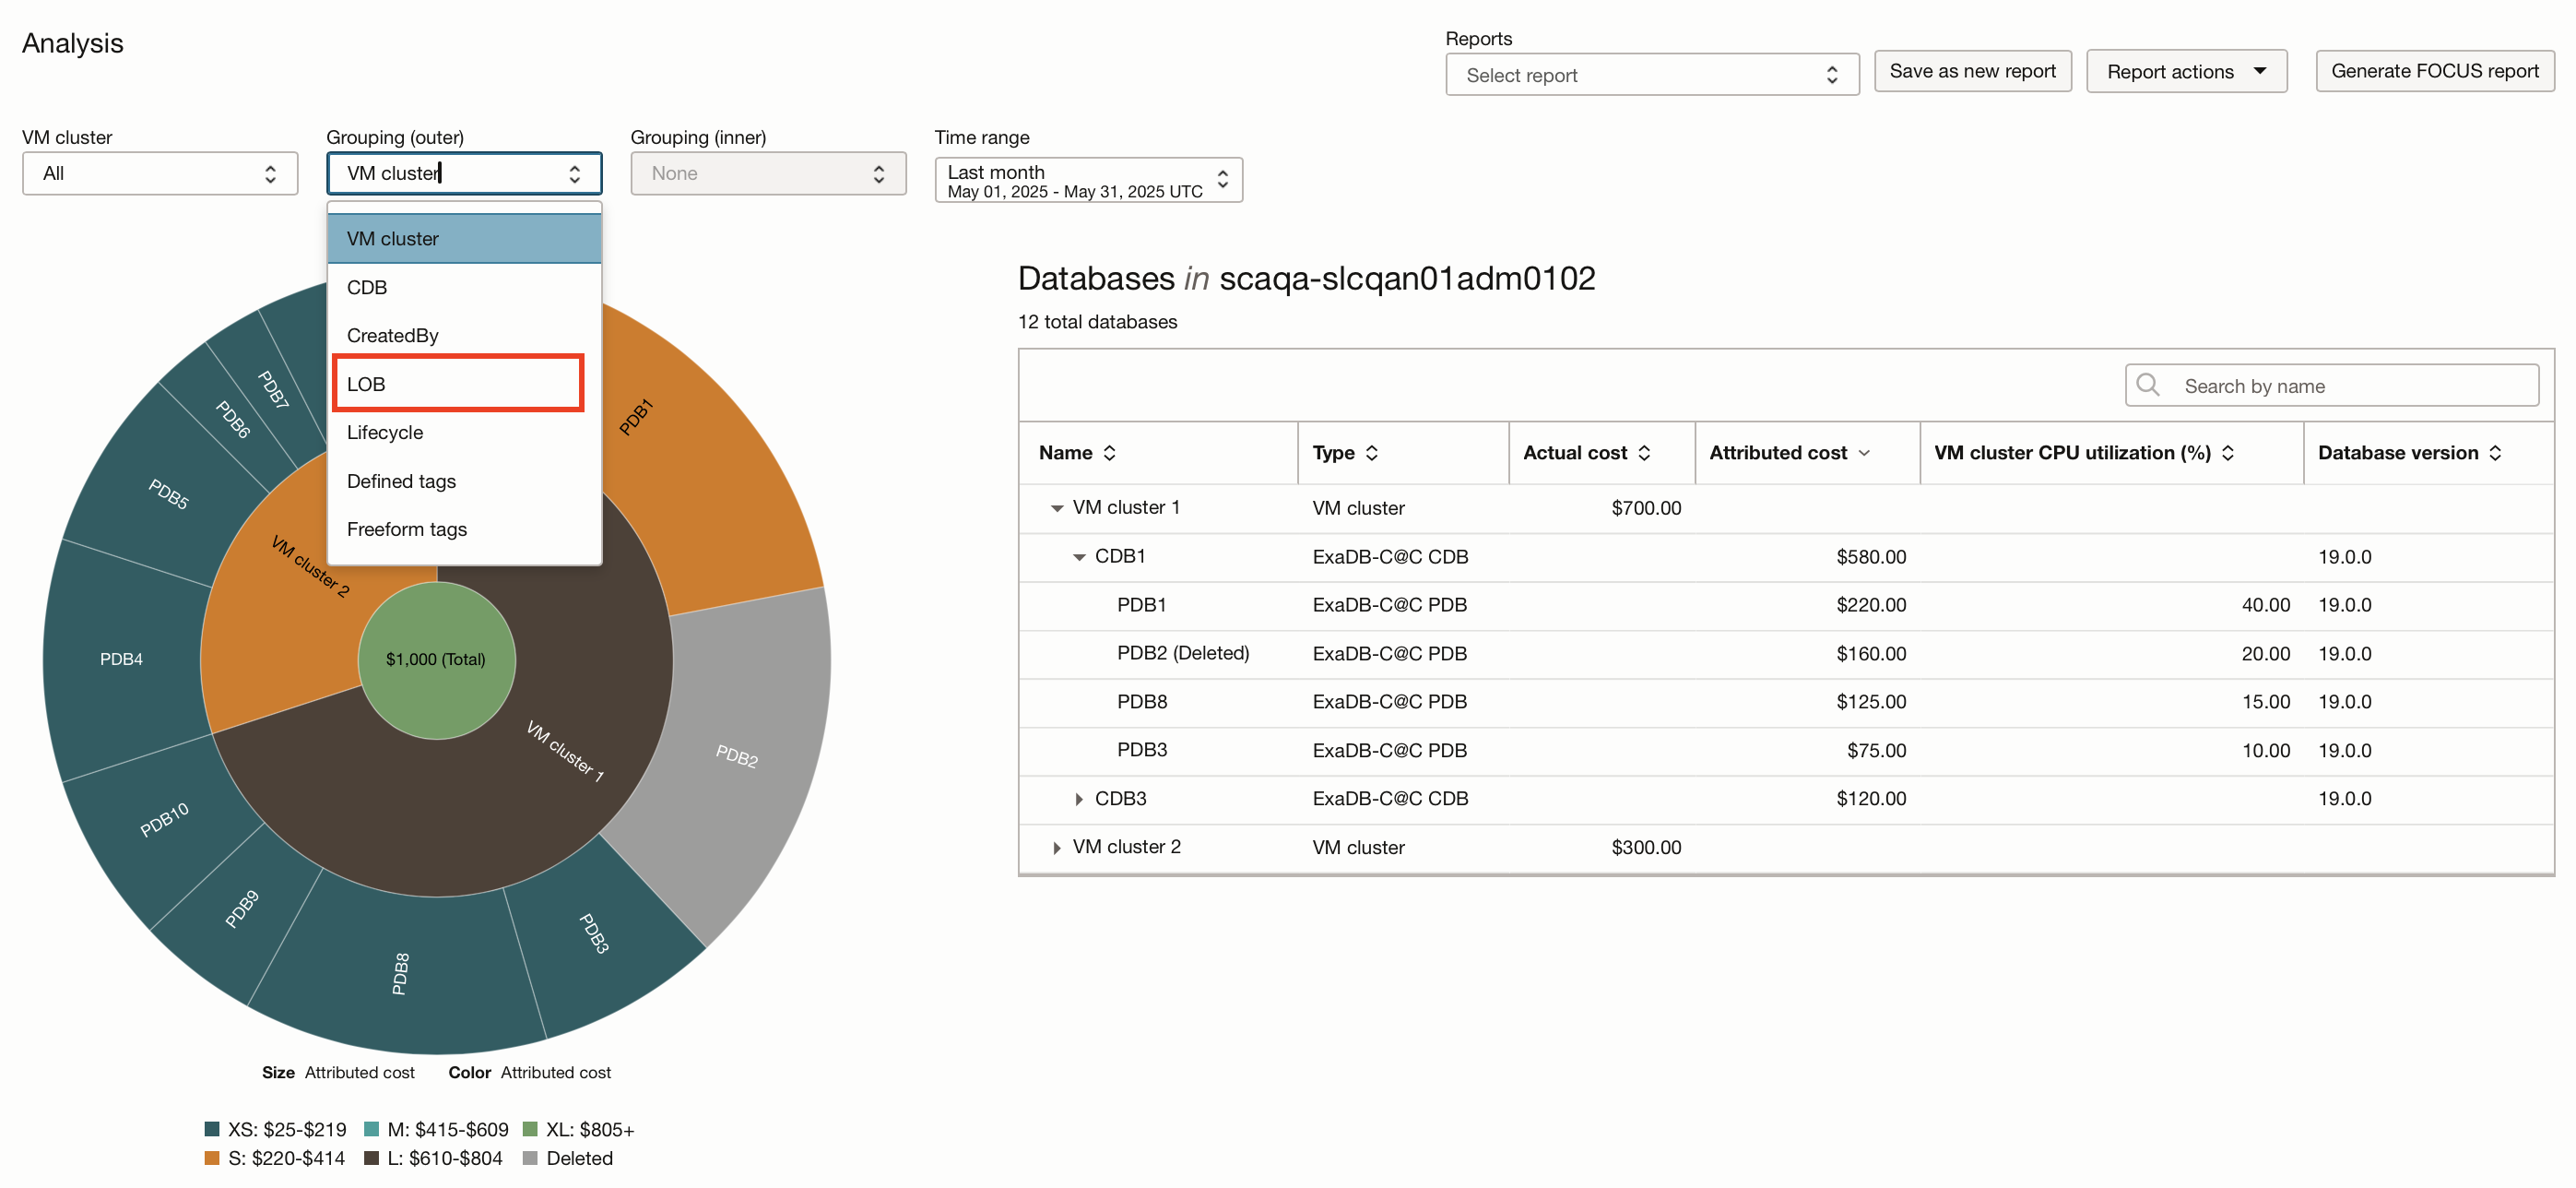 Analysis
Reports
Select report
Save as new report
Report actions
Generate FOCUS report
VM cluster
Grouping (outer)
Grouping (inner)
Time range
All
VM cluster
None
Last month
May 01, 2025 - May 31, 2025 UTC
VM cluster
CDB
CreatedBy
LOB
Lifecycle
Defined tags
Freeform tags
PDB7
PDB6
PDB5
PDB4
PDB10
PDB9
PDB8
PDB3
PDB2
PDB1
VM cluster 2
VM cluster 1
$1,000 (Total)
Size Attributed cost Color Attributed cost
XS: $25-$219 M: $415-$609 XL: $805+
S: $220-$414 L: $610-$804 Deleted
Databases in scaqa-slcqan01adm0102
12 total databases
Search by name
Name Type Actual cost Attributed cost VM cluster CPU utilization (%) Database version
VM cluster 1 VM cluster $700.00
CDB1 ExaDB-C@C CDB $580.00 19.0.0
PDB1 ExaDB-C@C PDB $220.00 40.00 19.0.0
PDB2 (Deleted) ExaDB-C@C PDB $160.00 20.00 19.0.0
PDB8 ExaDB-C@C PDB $125.00 15.00 19.0.0
PDB3 ExaDB-C@C PDB $75.00 10.00 19.0.0
CDB3 ExaDB-C@C CDB $120.00 19.0.0
VM cluster 2 VM cluster $300.00